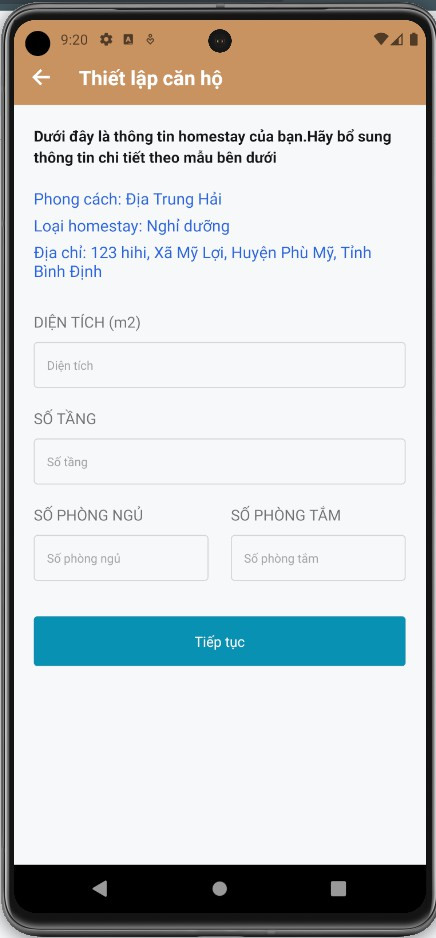 9:20
Thiết lập căn hộ
Dưới đây là thông tin homestay của bạn.Hãy bổ sung
thông tin chi tiết theo mẫu bên dưới
Phong cách: Địa Trung Hải
Loại homestay: Nghỉ dưỡng
Địa chỉ: 123 hihi, Xã Mỹ Lợi, Huyện Phù Mỹ, Tỉnh
Bình Định
DIỆN TÍCH (m2)
Diện tích
SỐ TẦNG
Số tầng
SỐ PHÒNG NGỦ SỐ PHÒNG TẮM
Số phòng ngủ Số phòng tắm
Tiếp tục